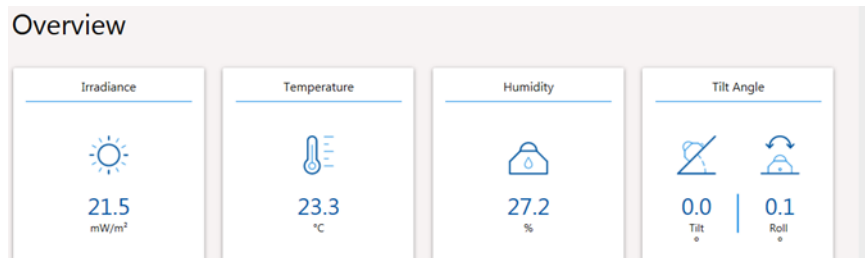 Overview
Irradiance
21.5
mW/m²
Temperature
23.3
°C
Humidity
27.2
%
Tilt Angle
0.0
Tilt
°
0.1
Roll
°